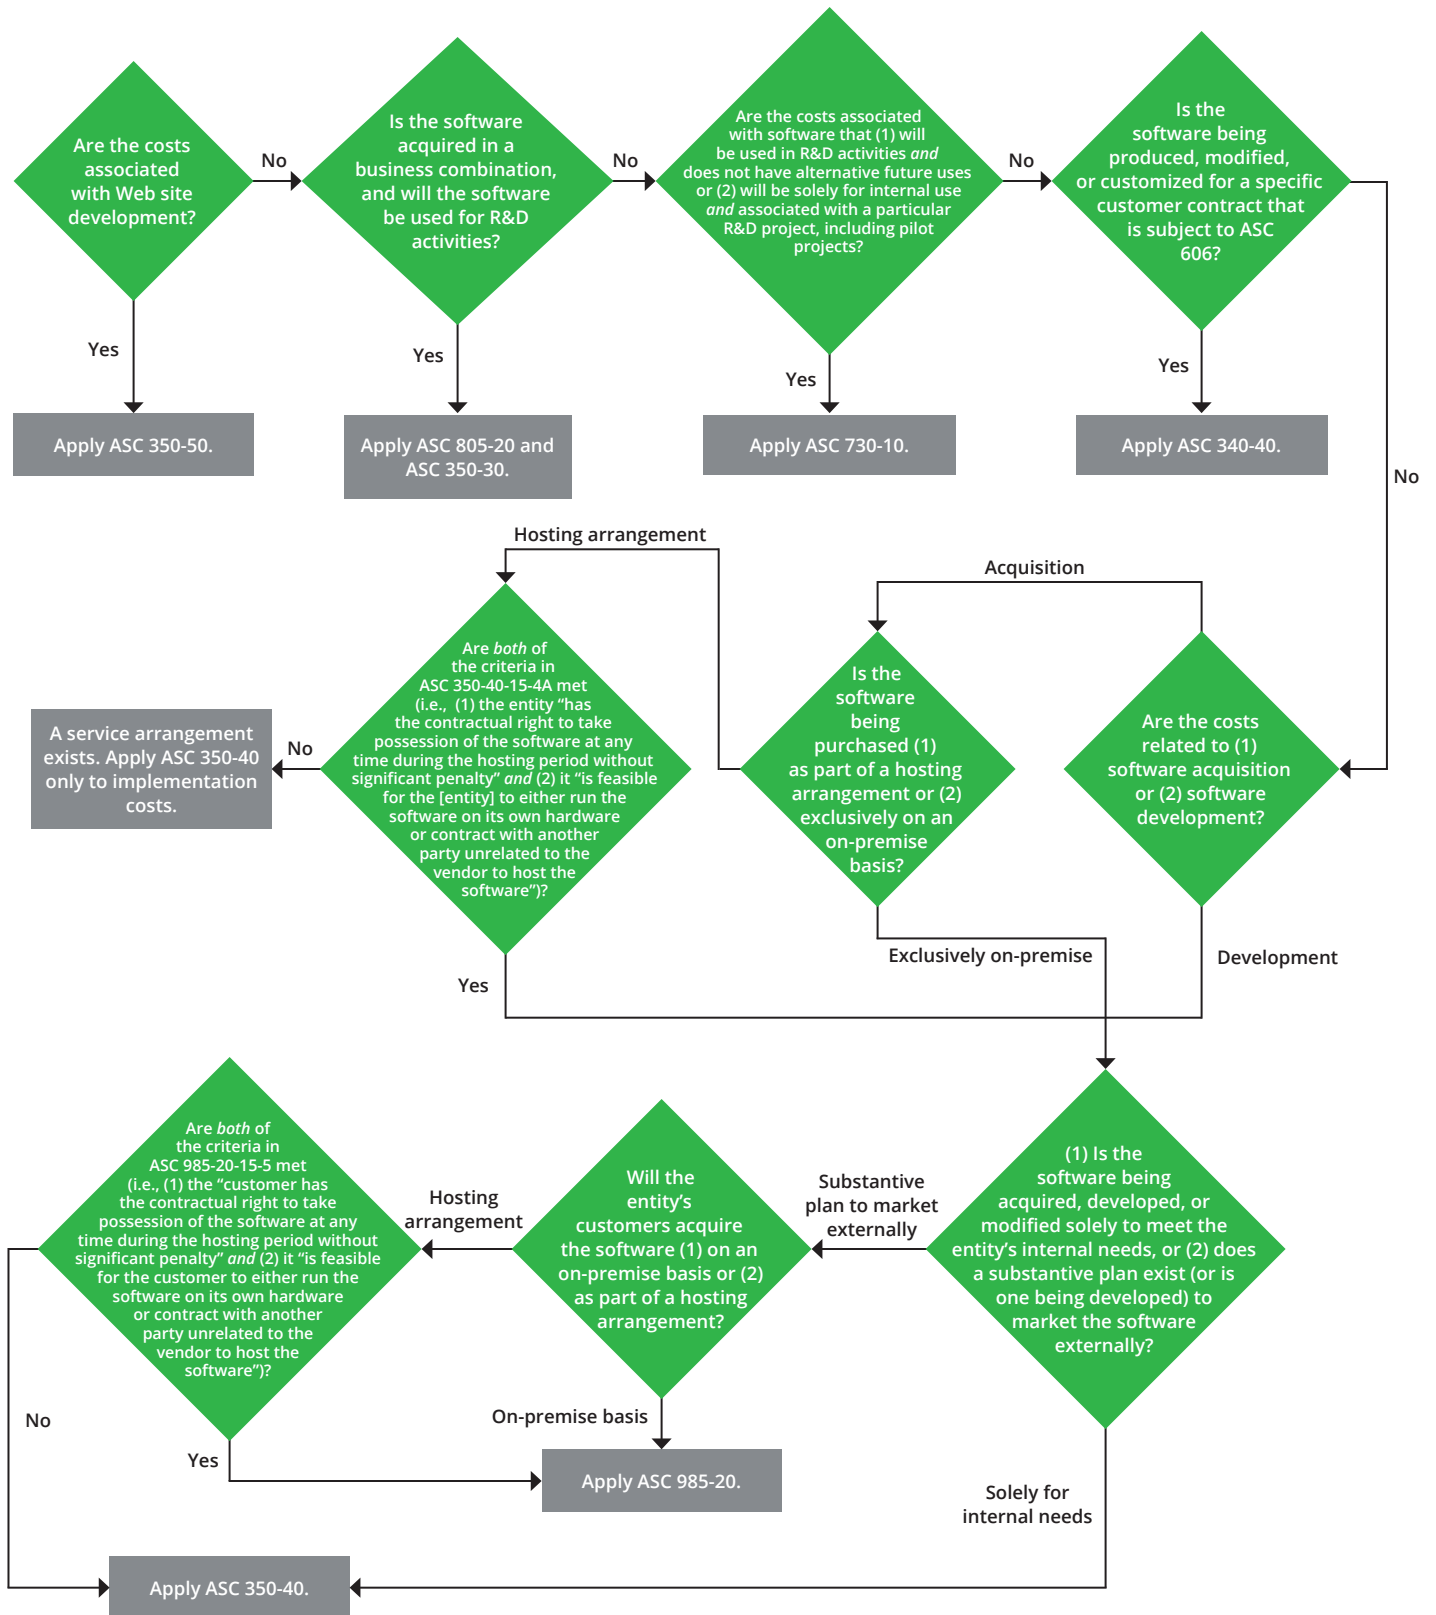 Are the costs
associated
with Web site
development?
No
Is the software
acquired in a
business combination,
and will the software
be used for R&D
activities?
No
Are the costs associated
with software that (1) will
be used in R&D activities and
does not have alternative future uses
or (2) will be solely for internal use
and associated with a particular
R&D project, including pilot
projects?
No
Is the
software being
produced, modified,
or customized for a specific
customer contract that
is subject to ASC
606?
Yes
Yes
Yes
Yes
No
Apply ASC 350-50.
Apply ASC 805-20 and
ASC 350-30.
Apply ASC 730-10.
Apply ASC 340-40.
Hosting arrangement
Acquisition
A service arrangement
exists. Apply ASC 350-40
only to implementation
costs.
No
Are both of
the criteria in
ASC 350-40-15-4A met
(i.e., (1) the entity “has
the contractual right to take
possession of the software at any
time during the hosting period without
significant penalty” and (2) it “is feasible
for the [entity] to either run the
software on its own hardware
or contract with another
party unrelated to the
vendor to host the
software”)?
Is the
software
being
purchased (1)
as part of a hosting
arrangement or (2)
exclusively on an
on-premise
basis?
Are the costs
related to (1)
software acquisition
or (2) software
development?
Yes
Exclusively on-premise
Development
Are both of
the criteria in
ASC 985-20-15-5 met
(i.e., (1) the “customer has
the contractual right to take
possession of the software at any
time during the hosting period without
significant penalty” and (2) it “is feasible
for the customer to either run the
software on its own hardware
or contract with another
party unrelated to the
vendor to host the
software”)?
Hosting
arrangement
Will the
entity’s
customers acquire
the software (1) on an
on-premise basis or (2)
as part of a hosting
arrangement?
Substantive
plan to market
externally
(1) Is the
software being
acquired, developed, or
modified solely to meet the
entity’s internal needs, or (2) does
a substantive plan exist (or is
one being developed) to
market the software
externally?
No
Yes
On-premise basis
Apply ASC 985-20.
Solely for
internal needs
Apply ASC 350-40.